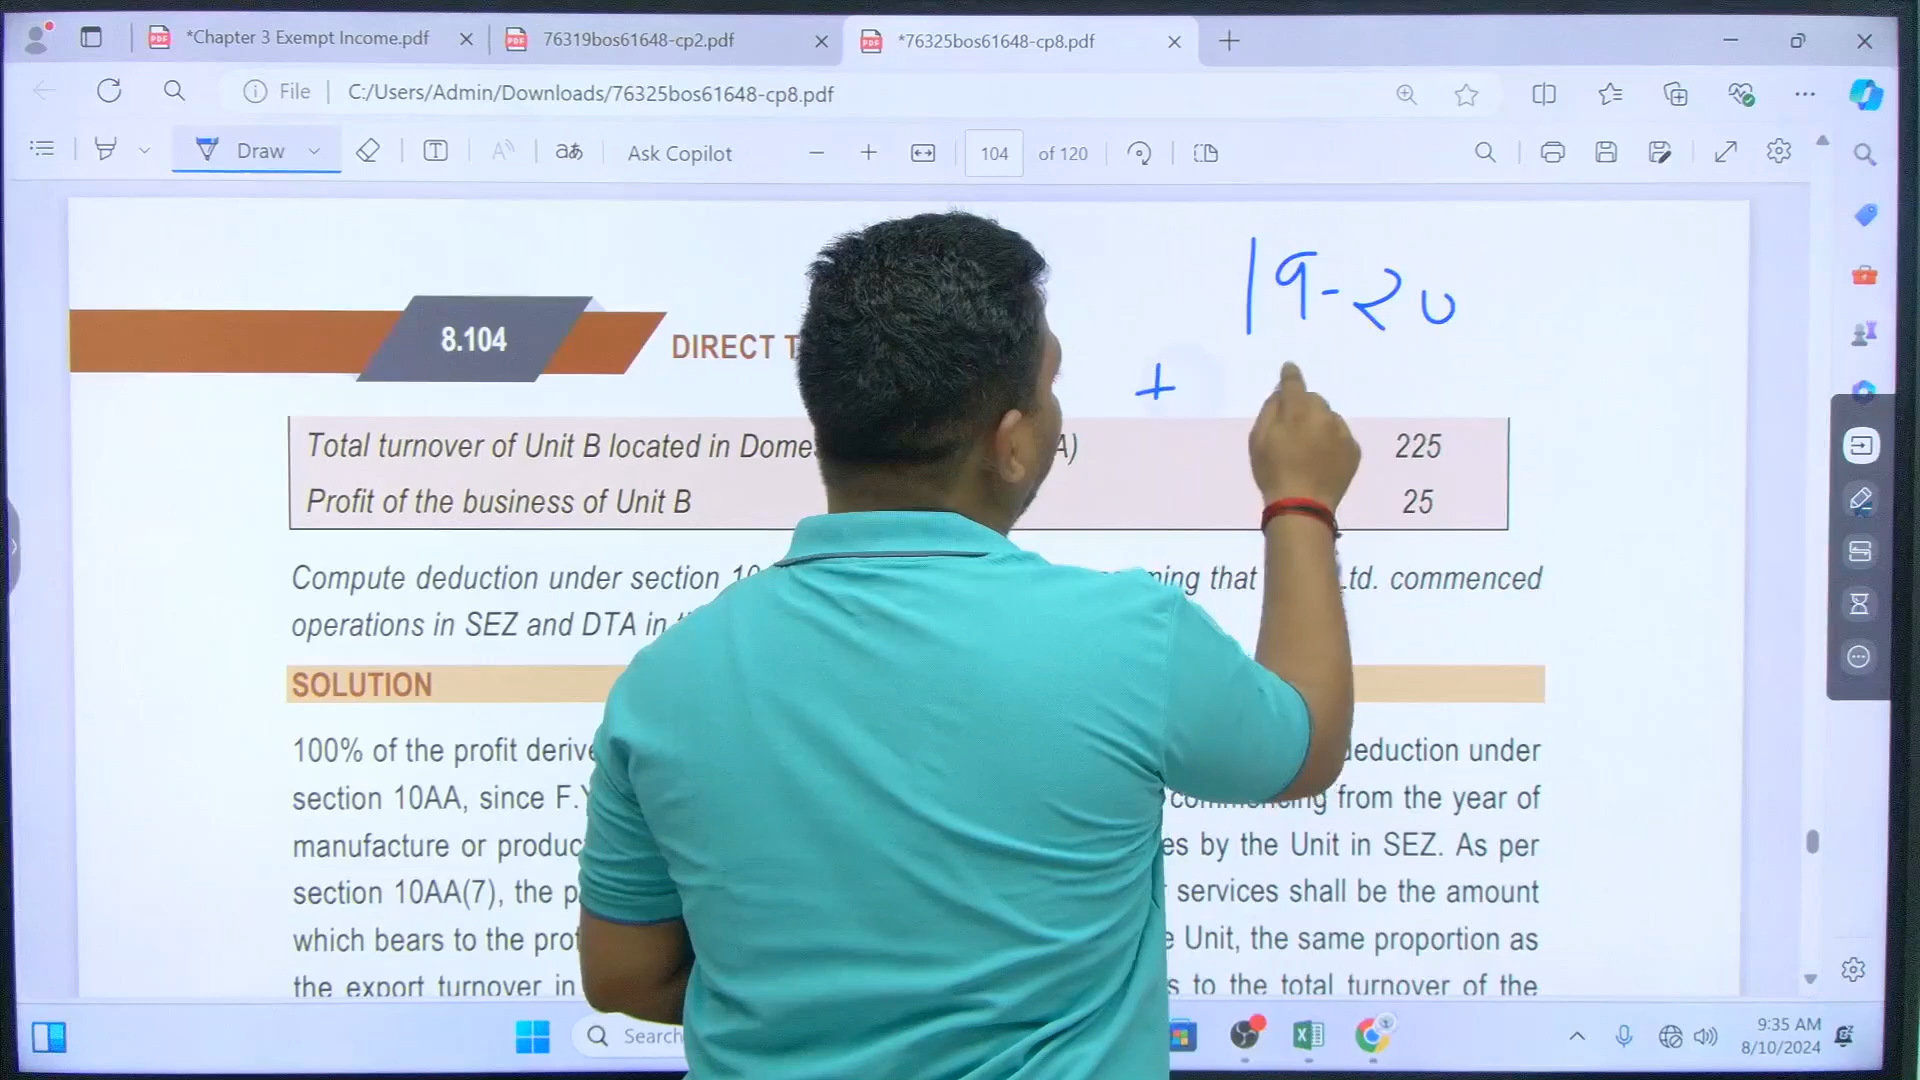 *Chapter 3 Exempt Income.pdf
76319bos61648-cp2.pdf
*76325bos61648-cp8.pdf
File
C:/Users/Admin/Downloads/76325bos61648-cp8.pdf
Draw
Ask Copilot
104 of 120
19-20
+
8.104
DIRECT T
Total turnover of Unit B located in Dome A) 225
Profit of the business of Unit B 25
Compute deduction under section 10 ming that Ltd. commenced
operations in SEZ and DTA in
SOLUTION
100% of the profit derive deduction under
section 10AA, since F.Y commencing from the year of
manufacture or produc es by the Unit in SEZ. As per
section 10AA(7), the p services shall be the amount
which bears to the prof e Unit, the same proportion as
the export turnover in s to the total turnover of the
Search
9:35 AM
8/10/2024